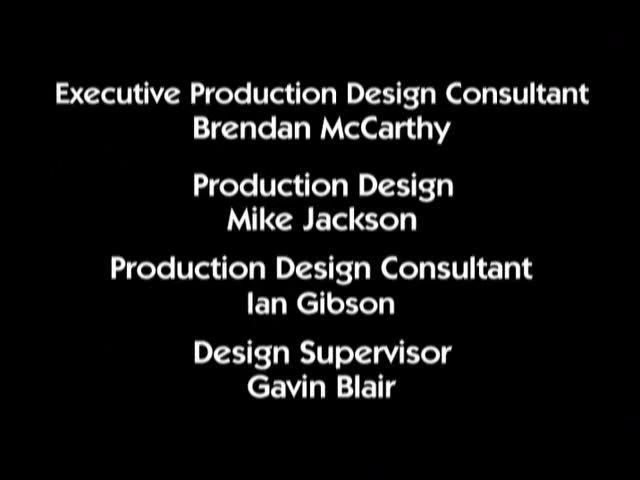 Executive Production Design Consultant
Brendan McCarthy
Production Design
Mike Jackson
Production Design Consultant
Ian Gibson
Design Supervisor
Gavin Blair